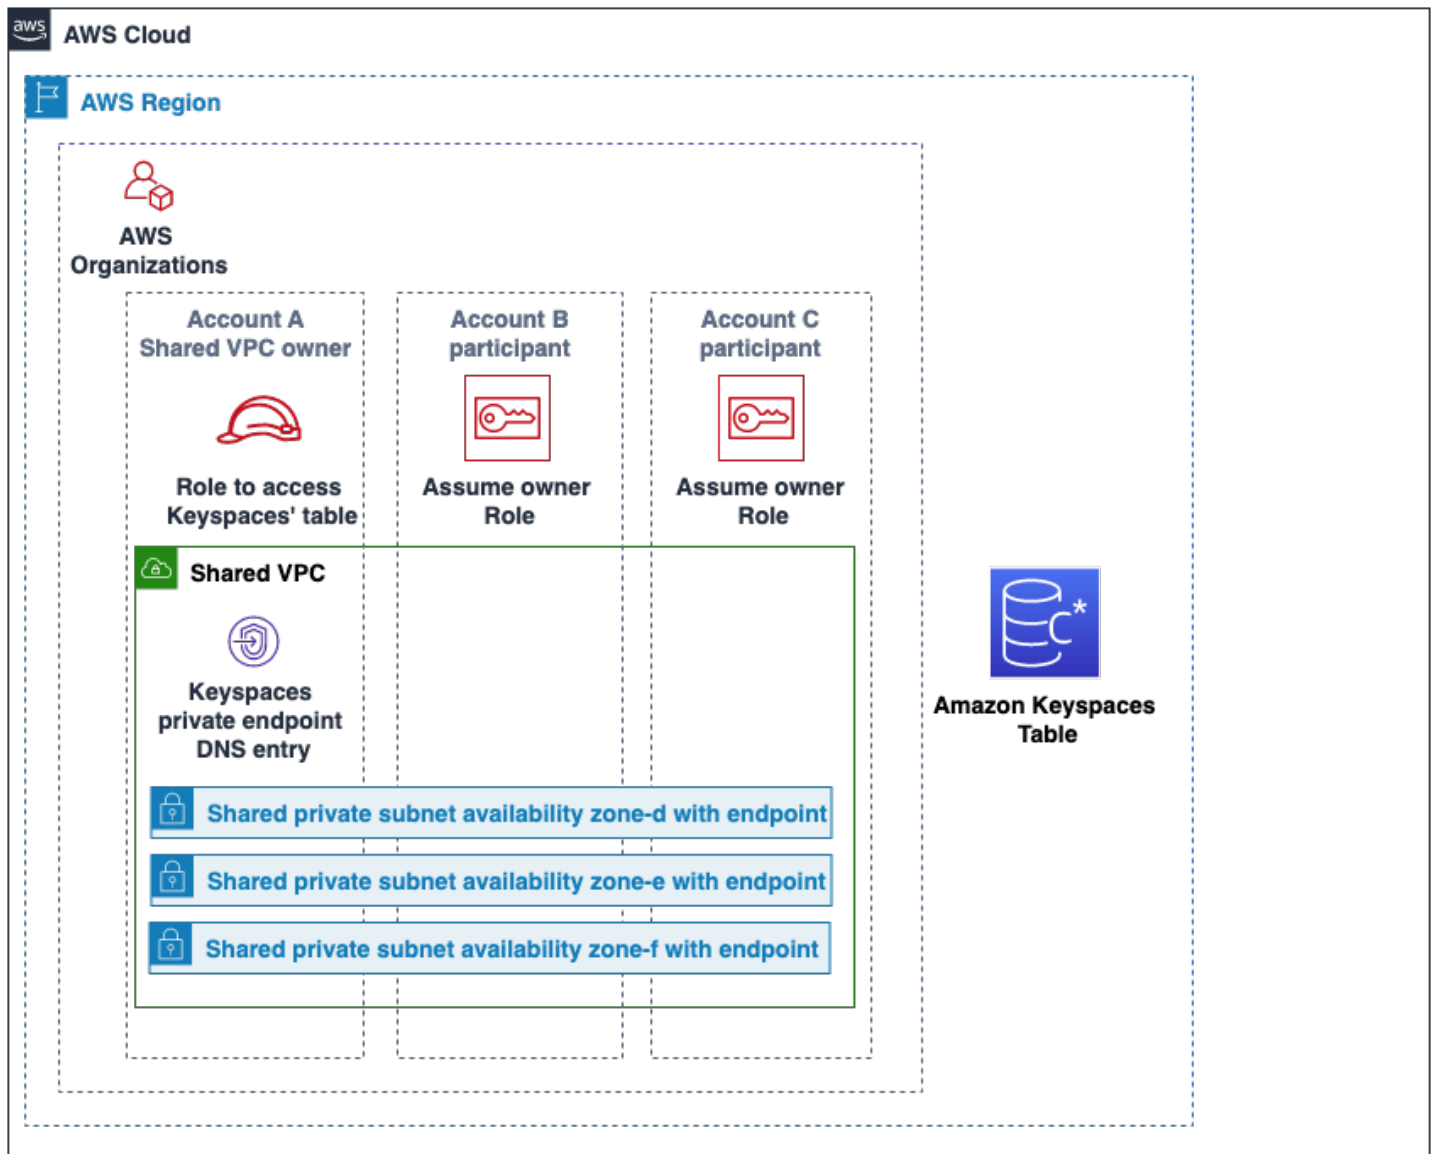 aws
AWS Cloud
AWS Region
AWS
Organizations
Account A
Shared VPC owner
Account B
participant
Account C
participant
Role to access
Keyspaces' table
Assume owner
Role
Assume owner
Role
Shared VPC
Keyspaces
private endpoint
DNS entry
C*
Amazon Keyspaces
Table
Shared private subnet availability zone-d with endpoint
Shared private subnet availability zone-e with endpoint
Shared private subnet availability zone-f with endpoint